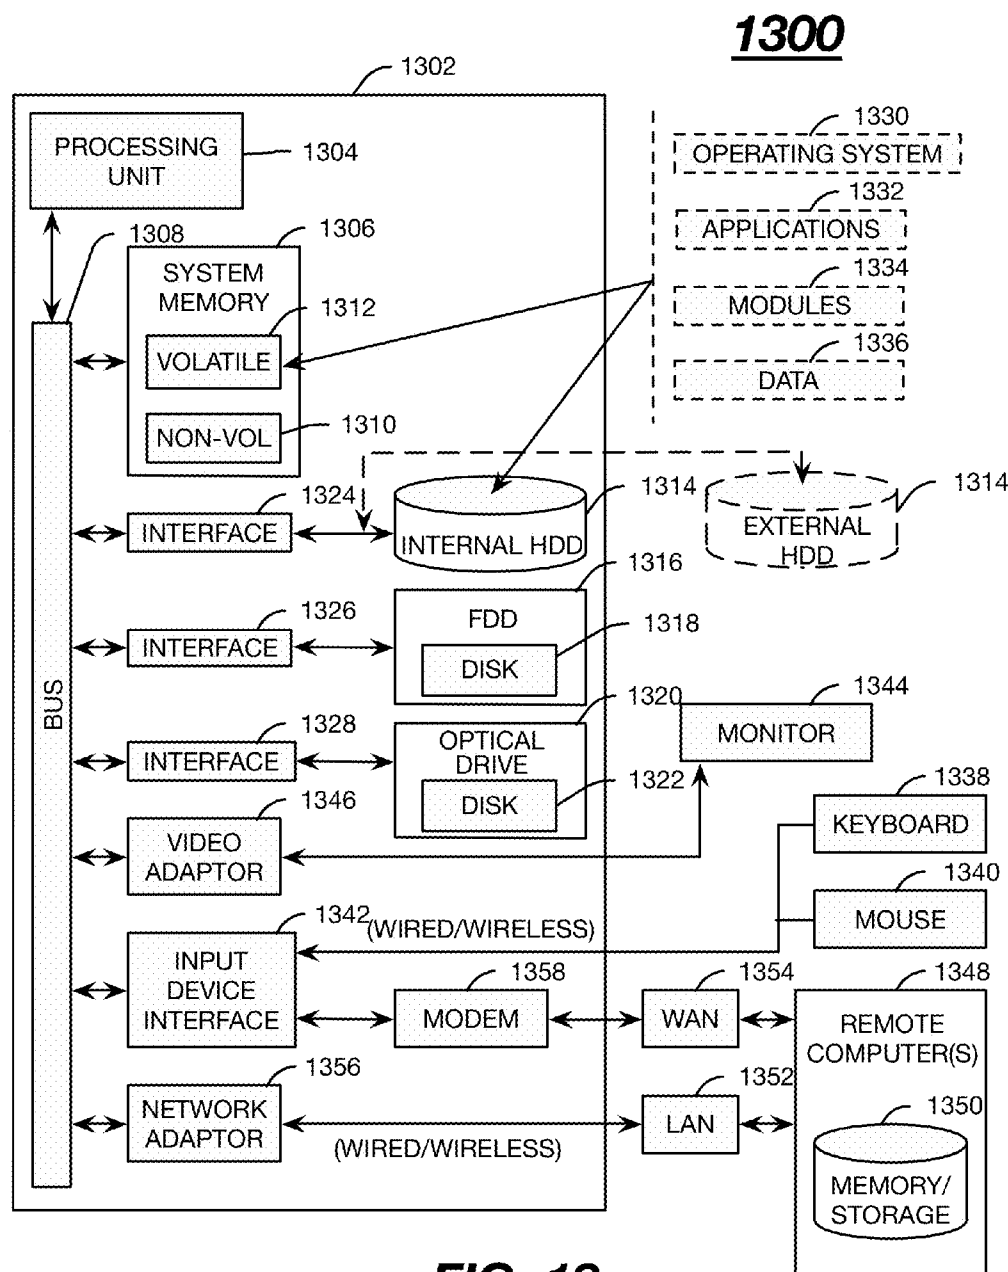 1300
1302
PROCESSING
UNIT
1304
1330
OPERATING SYSTEM
1332
APPLICATIONS
1334
MODULES
1336
DATA
1308
1306
SYSTEM
MEMORY
1312
VOLATILE
1310
NON-VOL
1324
INTERFACE
1314
INTERNAL HDD
1314
EXTERNAL
HDD
1316
FDD
1326
INTERFACE
1318
DISK
BUS
1320
OPTICAL
DRIVE
1328
INTERFACE
1322
DISK
1344
MONITOR
1346
VIDEO
ADAPTOR
1338
KEYBOARD
1340
MOUSE
1342
(WIRED/WIRELESS)
INPUT
DEVICE
INTERFACE
1358
MODEM
1354
WAN
1348
REMOTE
COMPUTER(S)
1356
NETWORK
ADAPTOR
(WIRED/WIRELESS)
1352
LAN
1350
MEMORY/
STORAGE